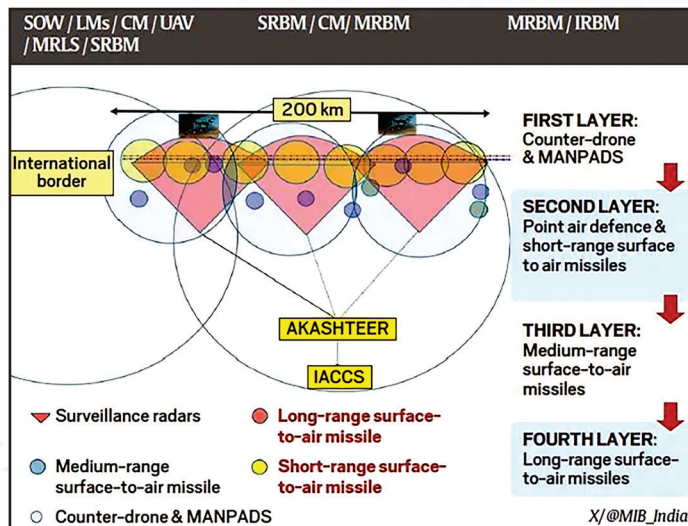 SOW / LMs / CM / UAV
/ MRLS / SRBM
SRBM / CM/ MRBM
MRBM / IRBM
200 km
International
border
AKASHTEER
IACCS
Surveillance radars
Long-range surface-
to-air missile
Medium-range
surface-to-air missile
Short-range surface-
to-air missile
Counter-drone & MANPADS
FIRST LAYER:
Counter-drone
& MANPADS
SECOND LAYER:
Point air defence &
short-range surface
to air missiles
THIRD LAYER:
Medium-range
surface-to-air
missiles
FOURTH LAYER:
Long-range surface-
to-air missiles
X/ @MIB_India